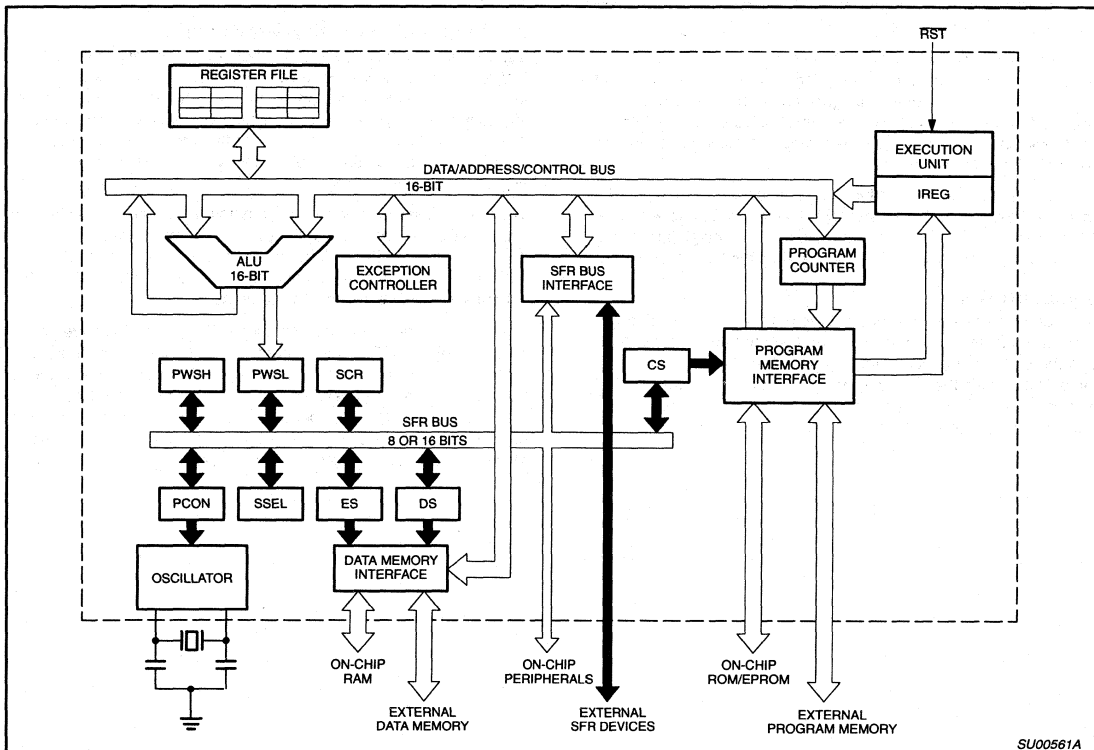 RST
REGISTER FILE
EXECUTION
UNIT
IREG
DATA/ADDRESS/CONTROL BUS
16-BIT
ALU
16-BIT
EXCEPTION
CONTROLLER
SFR BUS
INTERFACE
PROGRAM
COUNTER
PWSH
PWSL
SCR
CS
PROGRAM
MEMORY
INTERFACE
SFR BUS
8 OR 16 BITS
PCON
SSEL
ES
DS
OSCILLATOR
DATA MEMORY
INTERFACE
ON-CHIP
RAM
ON-CHIP
PERIPHERALS
ON-CHIP
ROM/EPROM
EXTERNAL
DATA MEMORY
EXTERNAL
SFR DEVICES
EXTERNAL
PROGRAM MEMORY
SU00561A